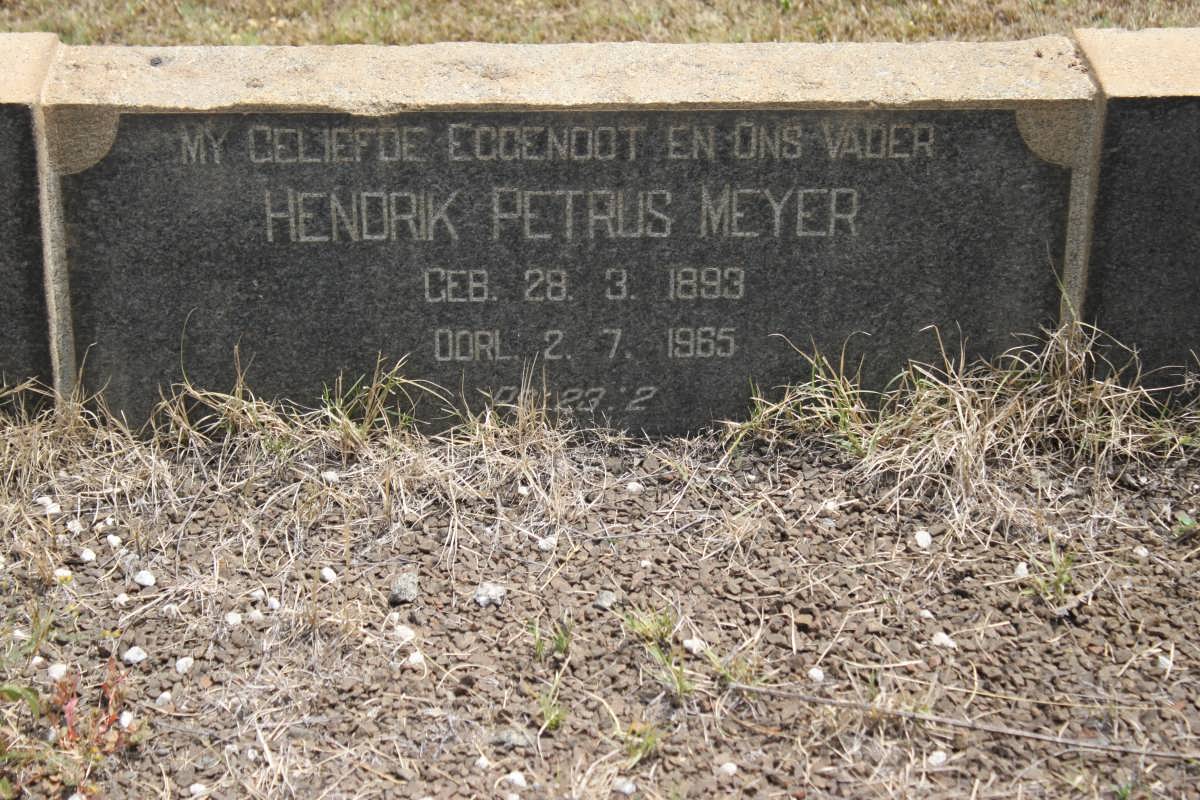 MY GELIEFDE EGGENOOT EN ONS VADER
HENDRIK PETRUS MEYER
GEB. 28. 3. 1893
OORL. 2. 7. 1965